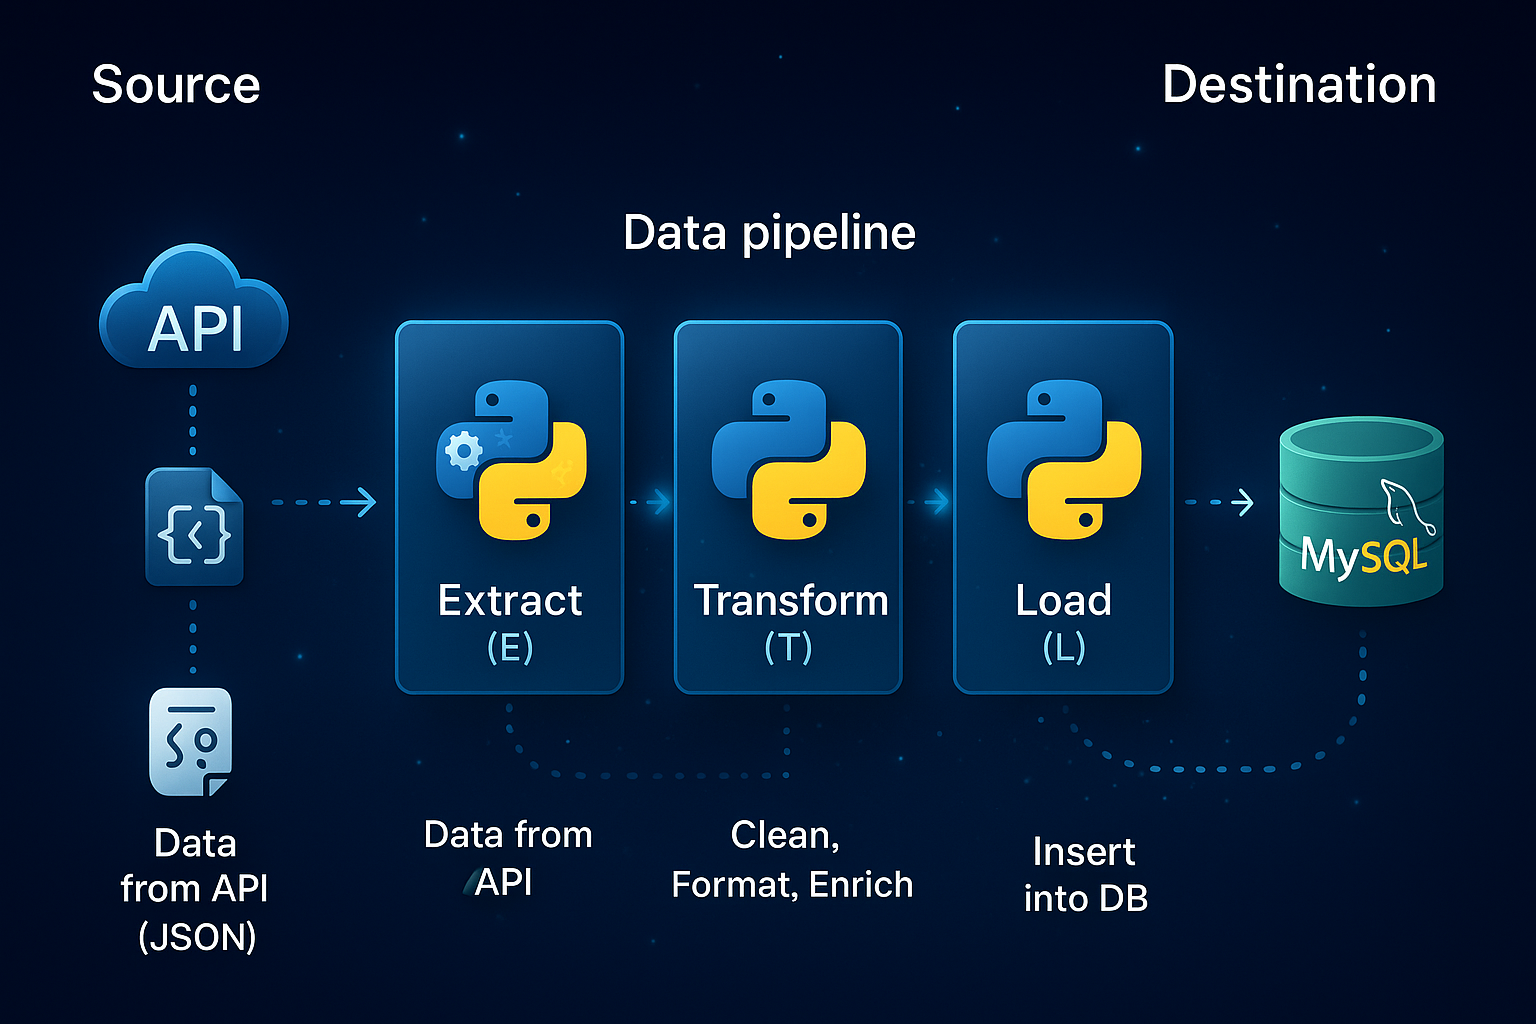 Source
Destination
Data pipeline
API
Extract
(E)
Transform
(T)
Load
(L)
MySQL
Data
from API
(JSON)
Data from
API
Clean,
Format, Enrich
Insert
into DB